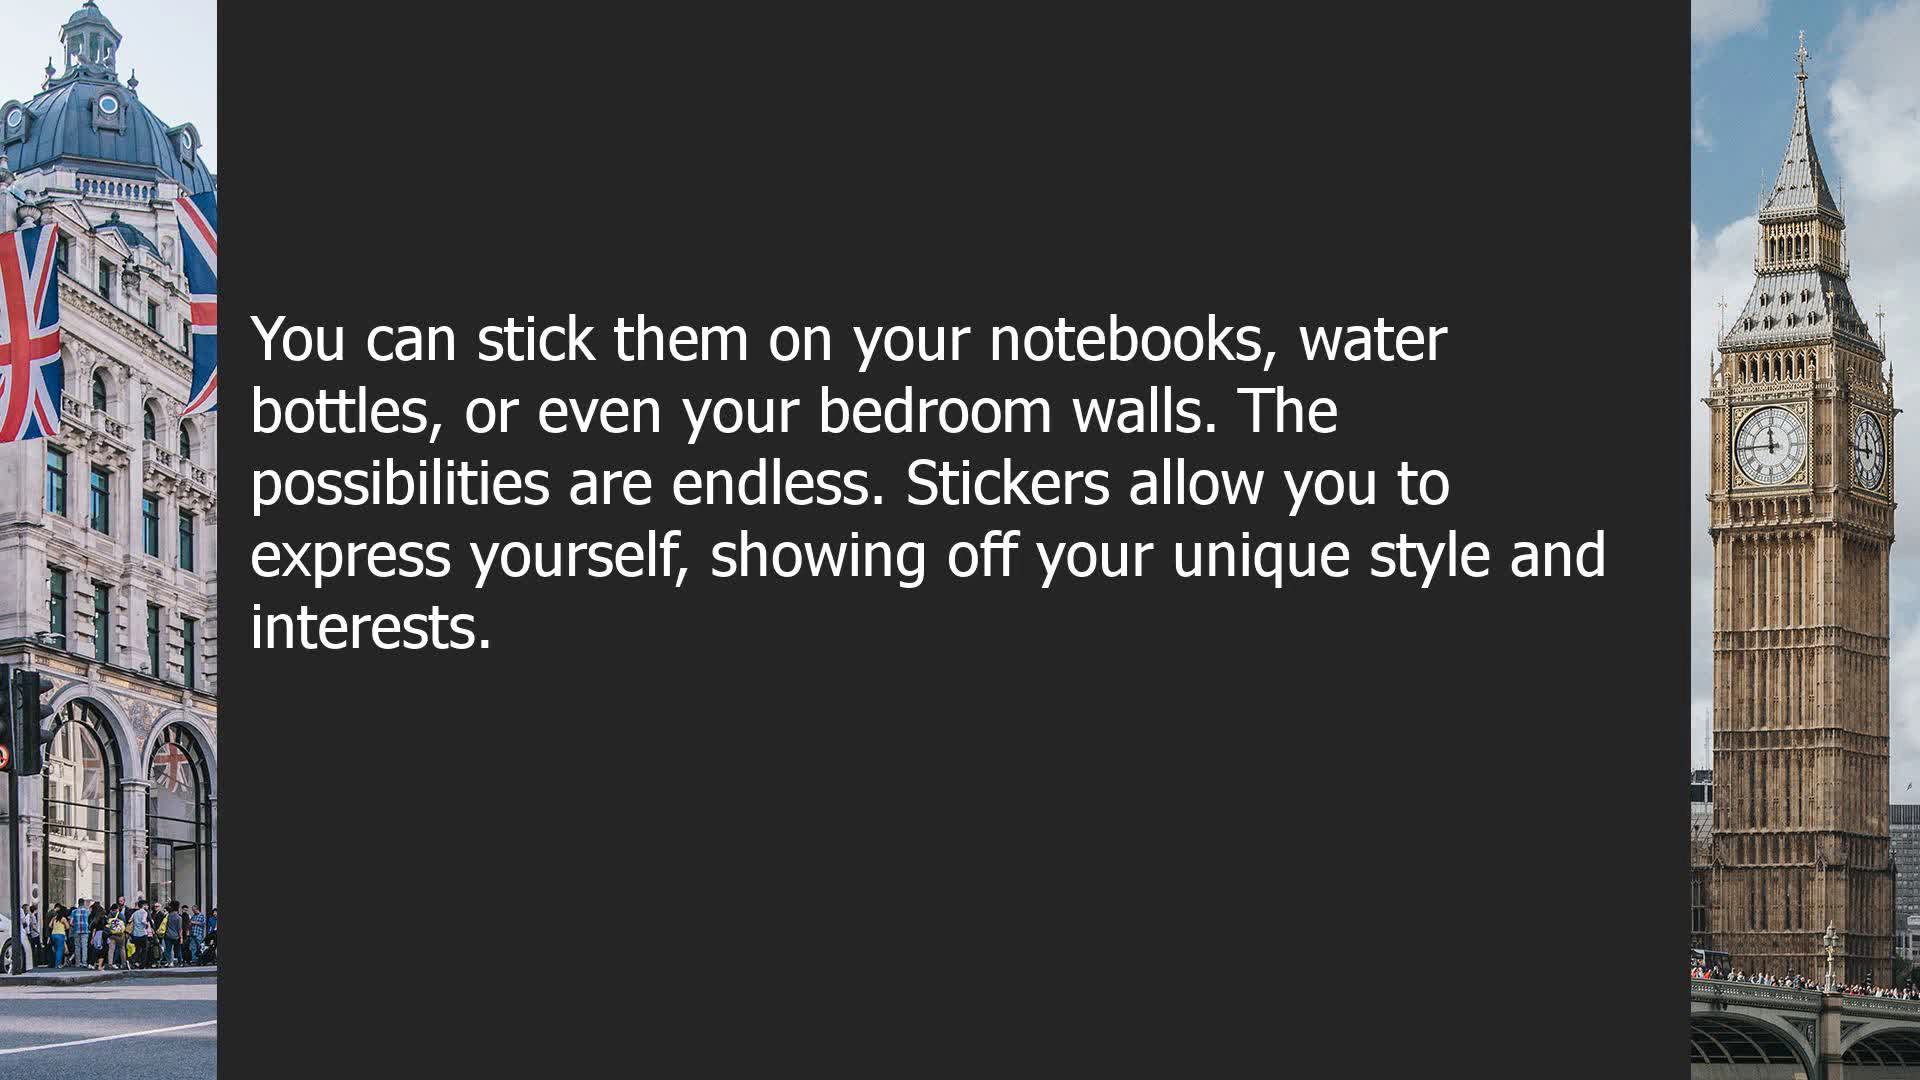 You can stick them on your notebooks, water
bottles, or even your bedroom walls. The
possibilities are endless. Stickers allow you to
express yourself, showing off your unique style and
interests.